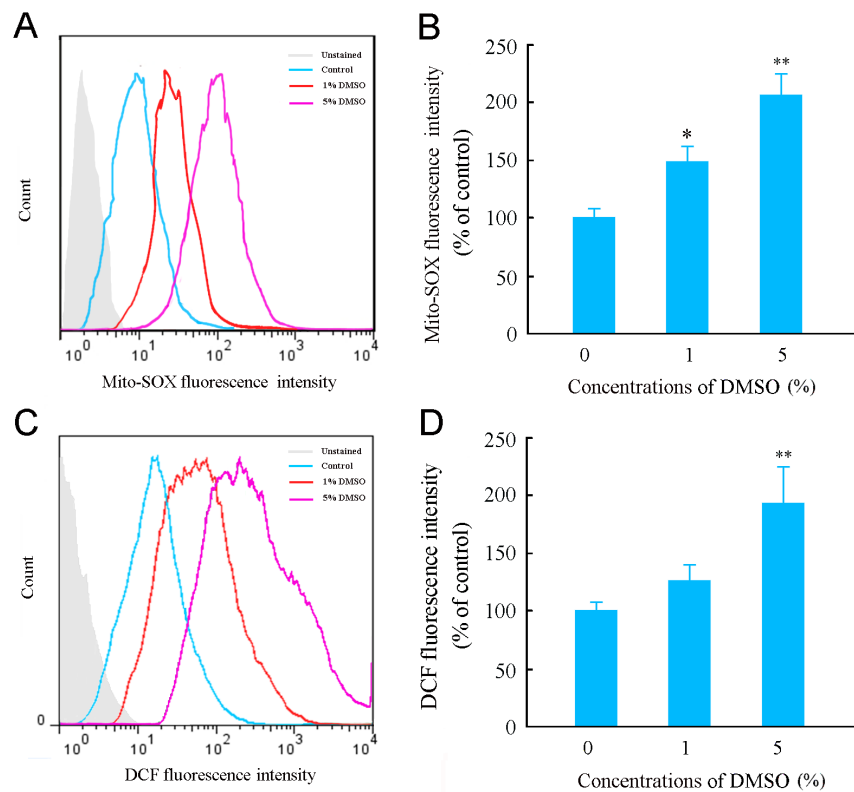 A
Unstained
Control
1% DMSO
5% DMSO
Count
10^0 10^1 10^2 10^3 10^4
Mito-SOX fluorescence intensity
B
Mito-SOX fluorescence intensity
(% of control)
250
200
150
100
50
0
*
**
0 1 5
Concentrations of DMSO (%)
C
Unstained
Control
1% DMSO
5% DMSO
Count
0
10^0 10^1 10^2 10^3 10^4
DCF fluorescence intensity
D
DCF fluorescence intensity
(% of control)
250
200
150
100
50
0
**
0 1 5
Concentrations of DMSO (%)